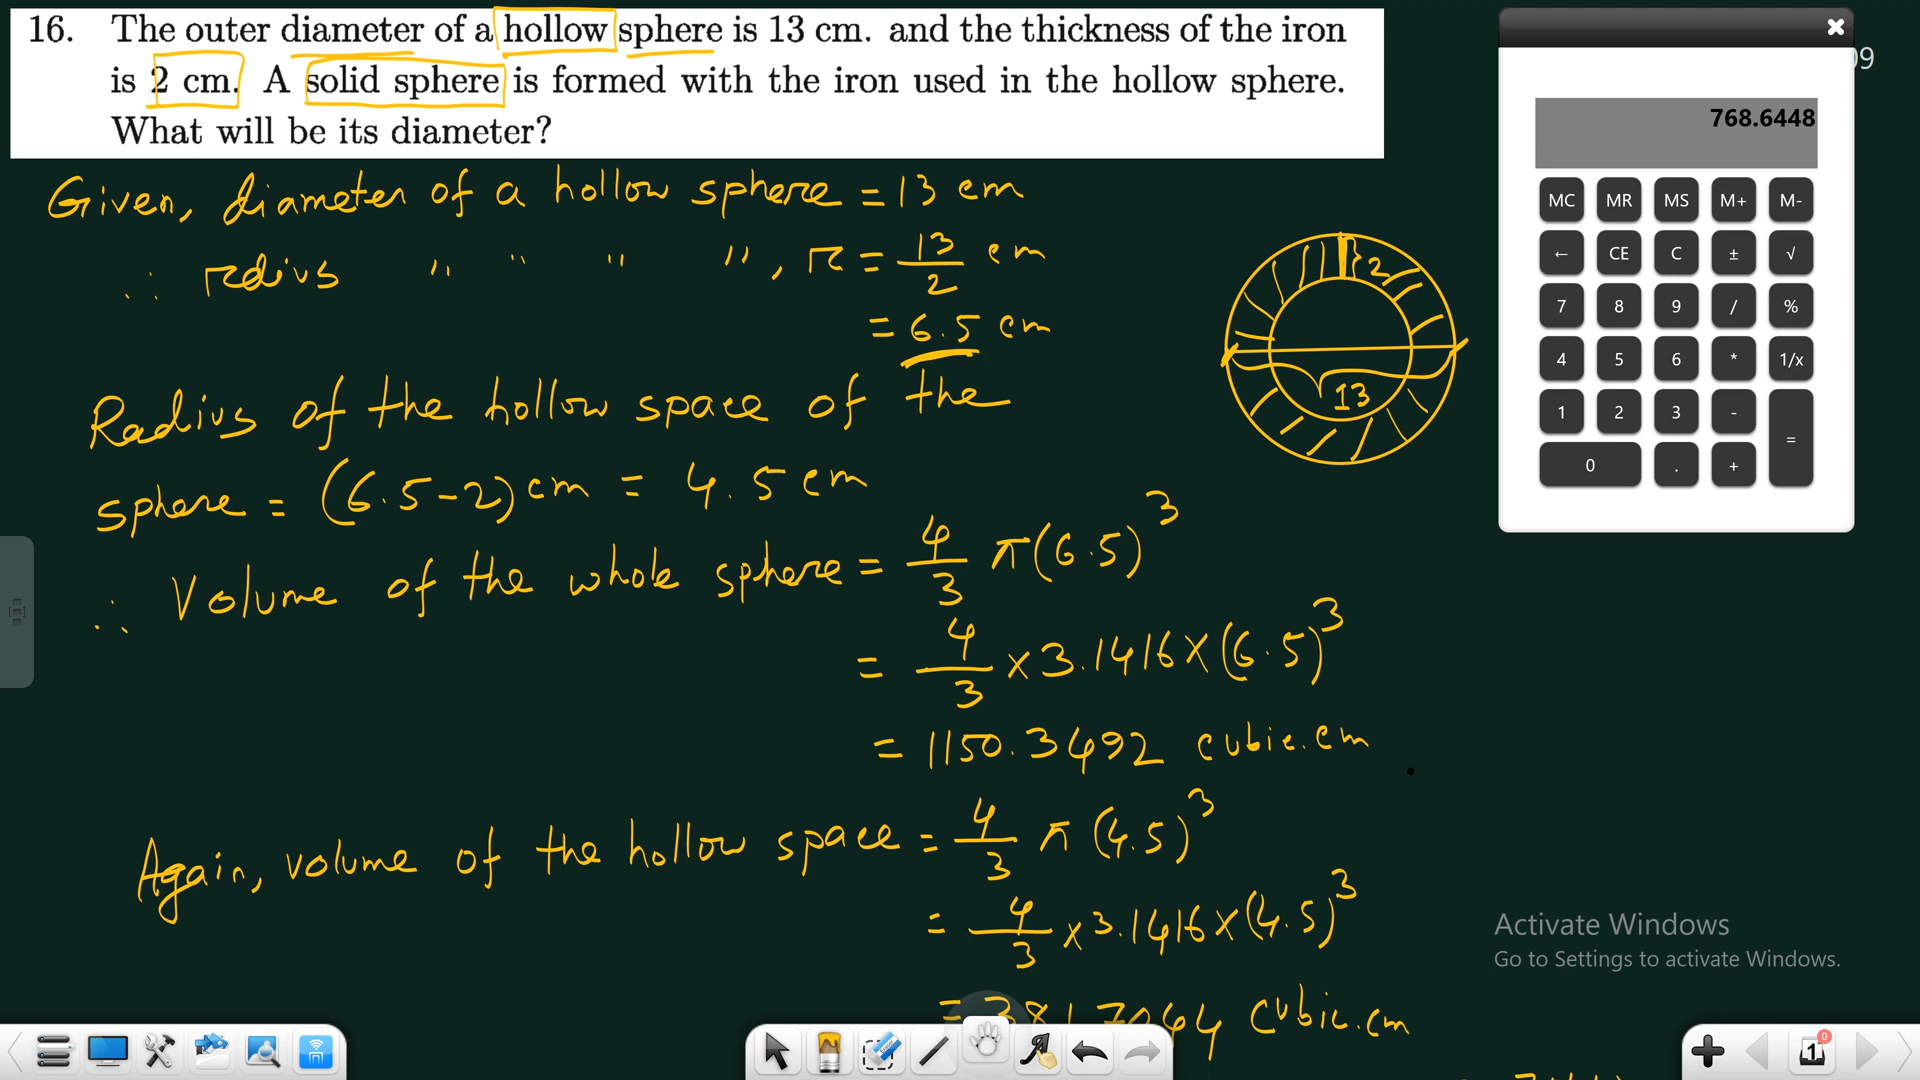 16. The outer diameter of a hollow sphere is 13 cm. and the thickness of the iron
is 2 cm. A solid sphere is formed with the iron used in the hollow sphere.
What will be its diameter?
Given, diameter of a hollow sphere = 13 cm
∴ rdius " " " ", r = 13/2 cm
= 6.5 cm
Radius of the hollow space of the
sphere = (6.5-2) cm = 4.5 cm
∴ Volume of the whole sphere = 4/3 π(6.5)³
= 4/3 × 3.1416 × (6.5)³
= 1150.3492 cubic.cm
Again, volume of the hollow space = 4/3 π (4.5)³
= 4/3 × 3.1416 × (4.5)³
= 381.7044 cubic.cm
2
13
09
768.6448
MC MR MS M+ M-
← CE C ± √
7 8 9 / %
4 5 6 * 1/x
1 2 3 - =
0 . +
Activate Windows
Go to Settings to activate Windows.
1
0